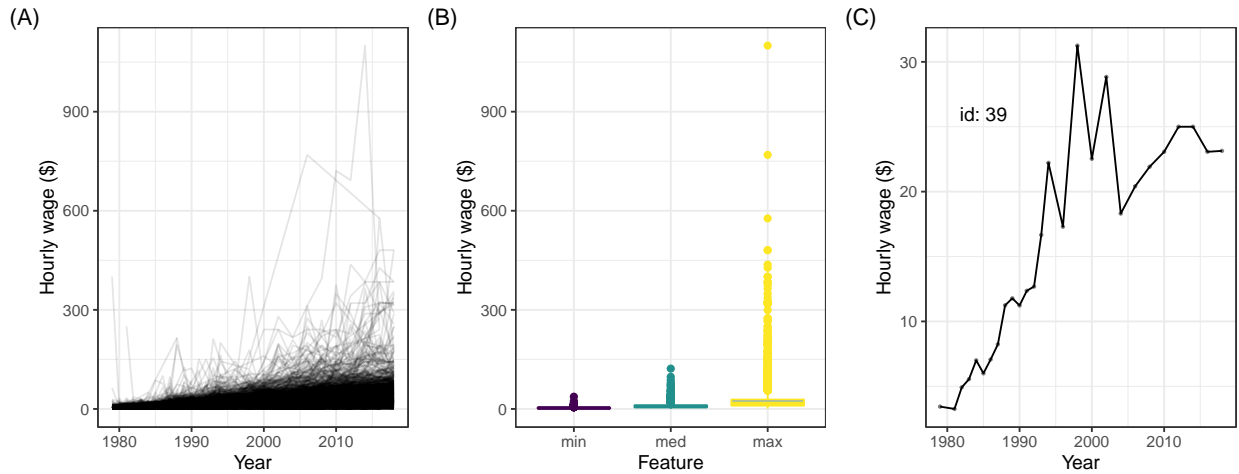 (A)
Hourly wage ($)
900
600
300
0
1980 1990 2000 2010
Year
(B)
Hourly wage ($)
900
600
300
0
min med max
Feature
(C)
Hourly wage ($)
30
20
10
id: 39
1980 1990 2000 2010
Year